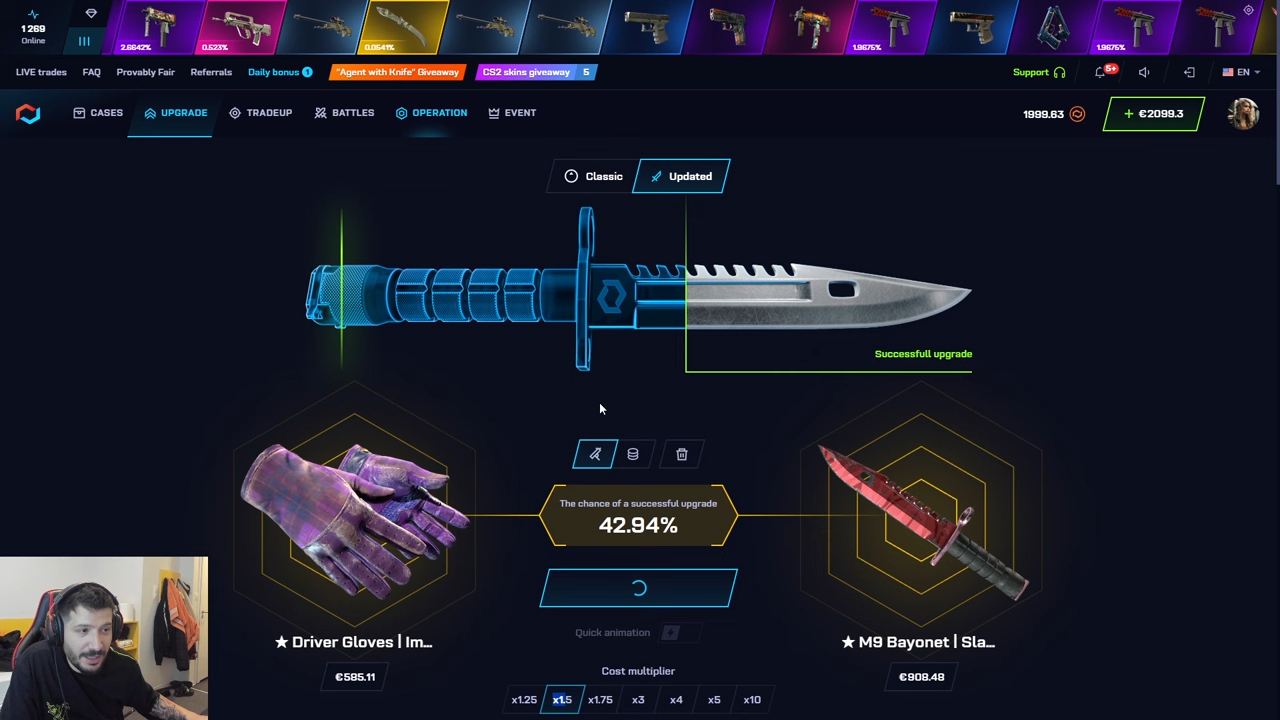 1 269
Online
2.6642%
0.523%
0.0541%
1.9675%
1.9675%
LIVE trades
FAQ
Provably Fair
Referrals
Daily bonus 1
"Agent with Knife" Giveaway
CS2 skins giveaway 5
Support
5+
EN
CASES
UPGRADE
TRADEUP
BATTLES
OPERATION
EVENT
1999.63
+ €2099.3
Classic
Updated
Successfull upgrade
The chance of a successful upgrade
42.94%
Quick animation
★ Driver Gloves | Im...
€585.11
★ M9 Bayonet | Sla...
€908.48
Cost multiplier
x1.25
x1.5
x1.75
x3
x4
x5
x10